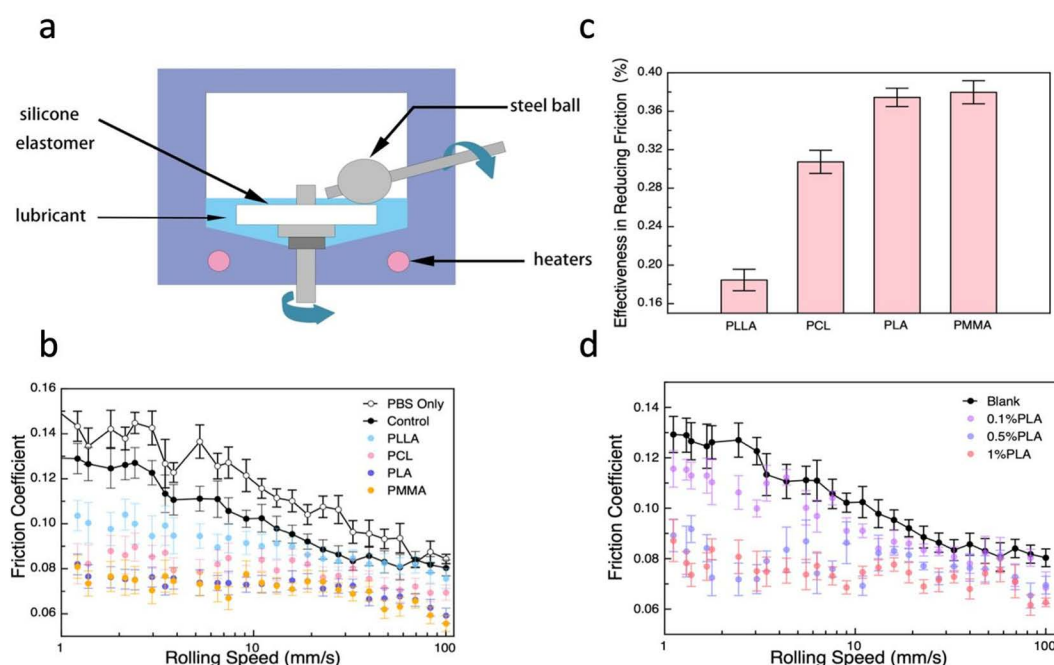 a
silicone
elastomer
steel ball
lubricant
heaters
c
Effectiveness in Reducing Friction (%)
0.40
0.36
0.32
0.28
0.24
0.20
0.16
PLLA
PCL
PLA
PMMA
b
Friction Coefficient
0.16
0.14
0.12
0.10
0.08
0.06
1
10
100
Rolling Speed (mm/s)
PBS Only
Control
PLLA
PCL
PLA
PMMA
d
Friction Coefficient
0.14
0.12
0.10
0.08
0.06
1
10
100
Rolling Speed (mm/s)
Blank
0.1%PLA
0.5%PLA
1%PLA